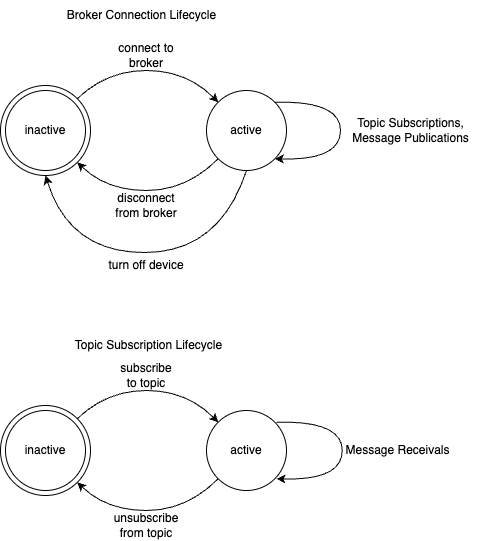 Broker Connection Lifecycle
connect to
broker
inactive
active
Topic Subscriptions,
Message Publications
disconnect
from broker
turn off device
Topic Subscription Lifecycle
subscribe
to topic
inactive
active
Message Receivals
unsubscribe
from topic